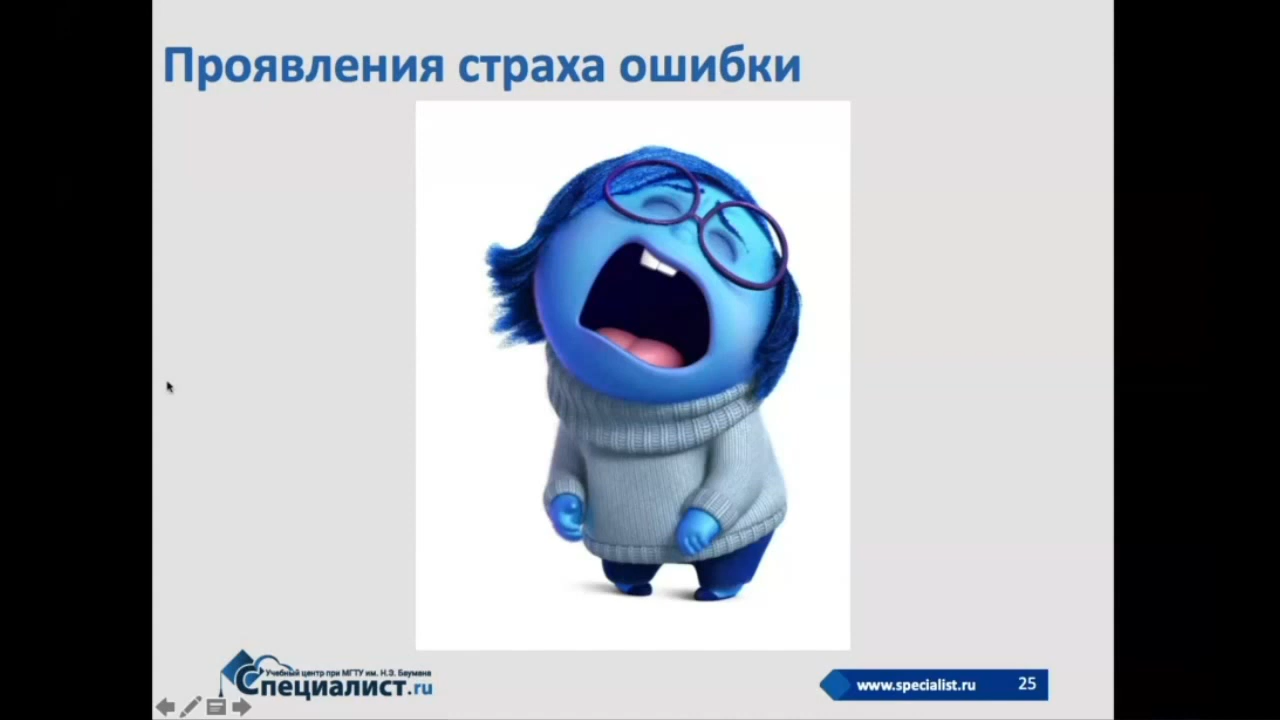 Проявления страха ошибки
Учебный центр при МГТУ им. Н.Э. Баумана
Специалист.ru
www.specialist.ru
25